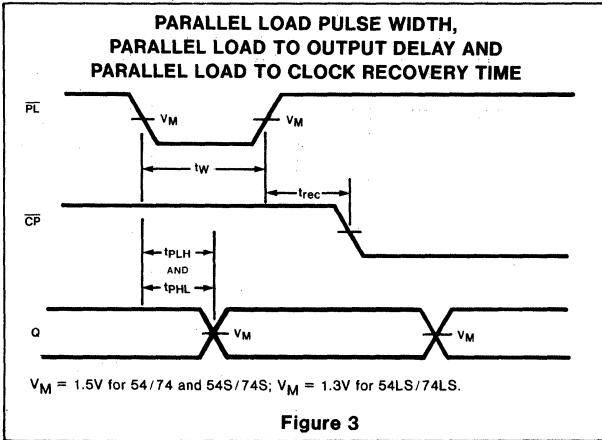 PARALLEL LOAD PULSE WIDTH,
PARALLEL LOAD TO OUTPUT DELAY AND
PARALLEL LOAD TO CLOCK RECOVERY TIME
P̅L̅
VM
VM
tW
trec
C̅P̅
tPLH
AND
tPHL
Q
VM
VM
VM = 1.5V for 54/74 and 54S/74S; VM = 1.3V for 54LS/74LS.
Figure 3